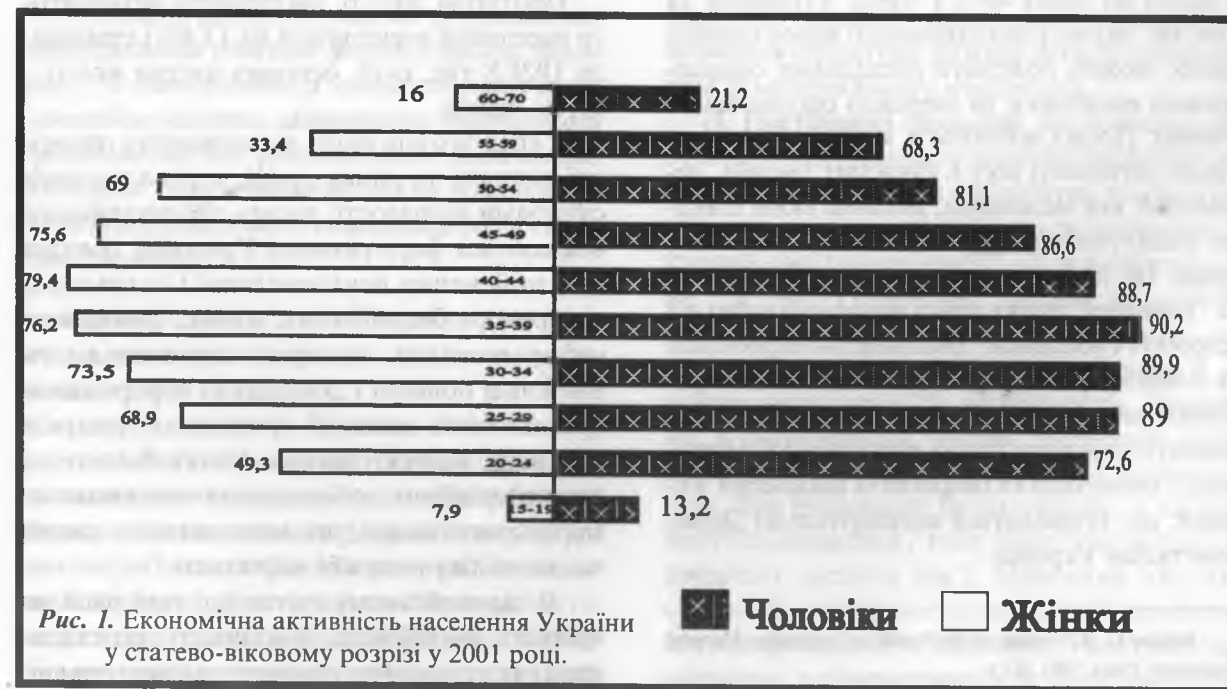 16 60-70 21,2
33,4 55-59 68,3
69 50-54 81,1
75,6 45-49 86,6
79,4 40-44 88,7
76,2 35-39 90,2
73,5 30-34 89,9
68,9 25-29 89
49,3 20-24 72,6
7,9 15-19 13,2
Чоловіки Жінки
Рис. 1. Економічна активність населення України
у статево-віковому розрізі у 2001 році.